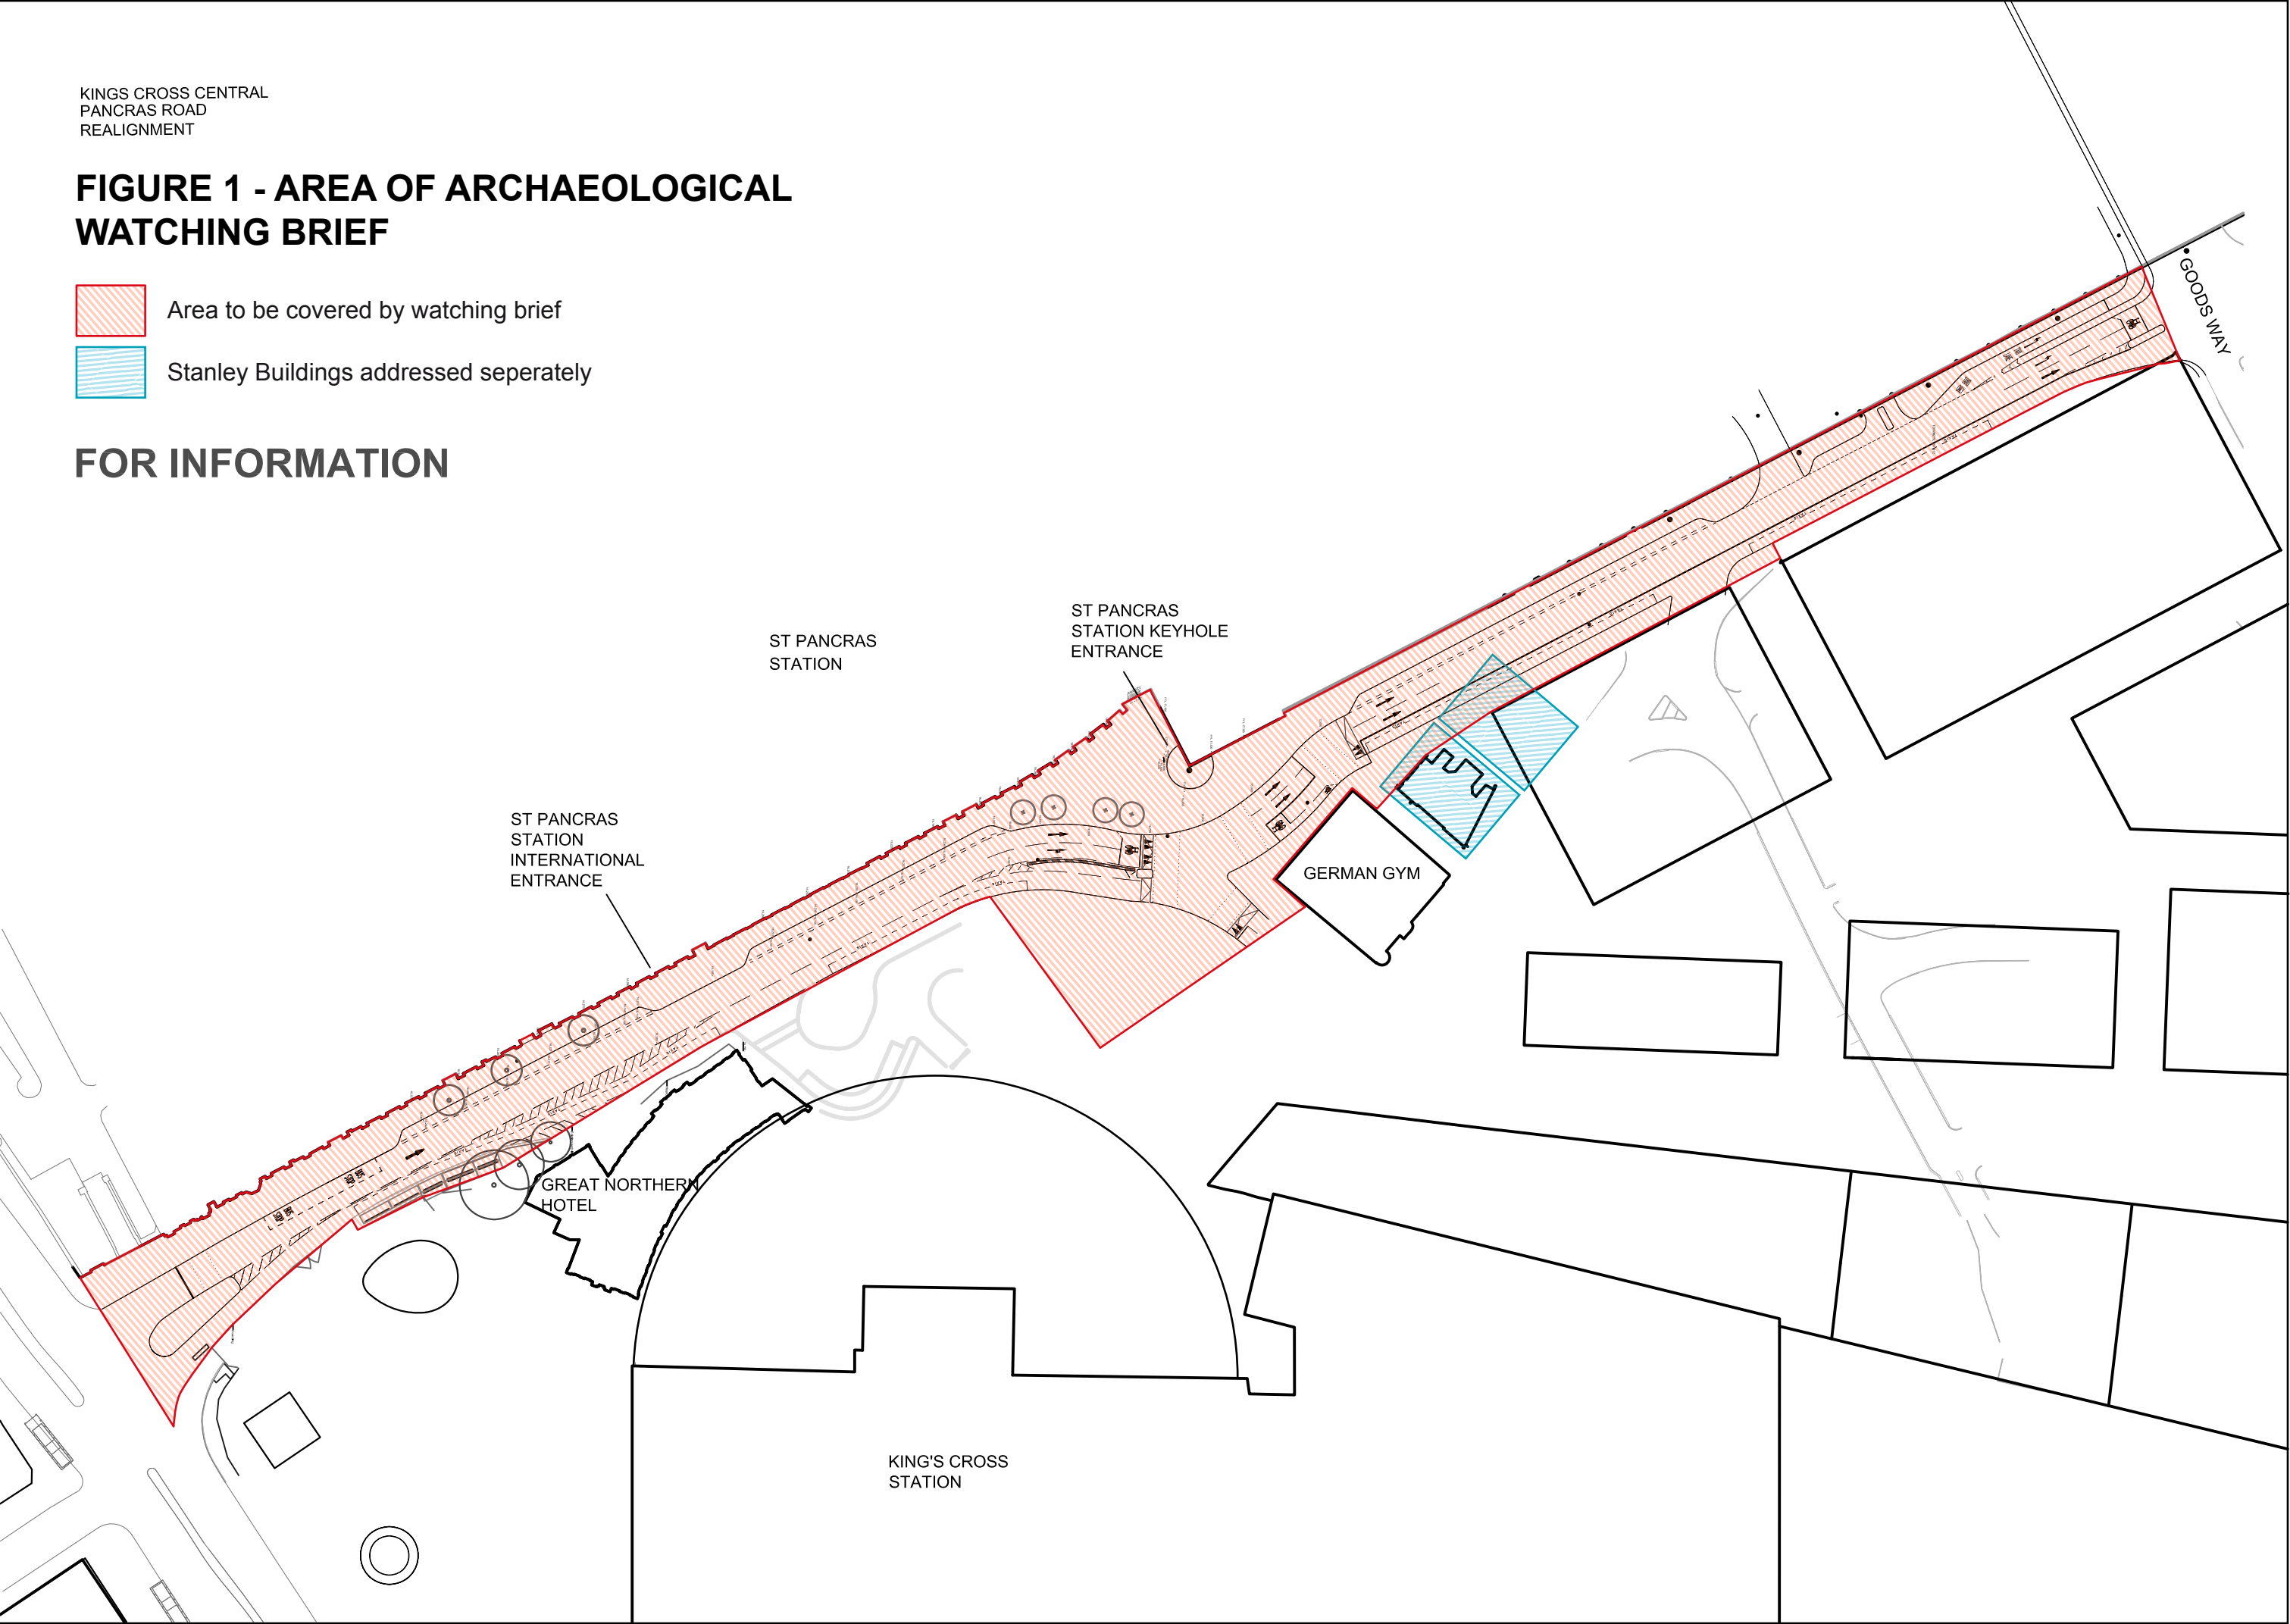 KINGS CROSS CENTRAL
PANCRAS ROAD
REALIGNMENT
FIGURE 1 - AREA OF ARCHAEOLOGICAL
WATCHING BRIEF
Area to be covered by watching brief
Stanley Buildings addressed seperately
FOR INFORMATION
GOODS WAY
ST PANCRAS
STATION
ST PANCRAS
STATION KEYHOLE
ENTRANCE
ST PANCRAS
STATION
INTERNATIONAL
ENTRANCE
GERMAN GYM
GREAT NORTHERN
HOTEL
KING'S CROSS
STATION